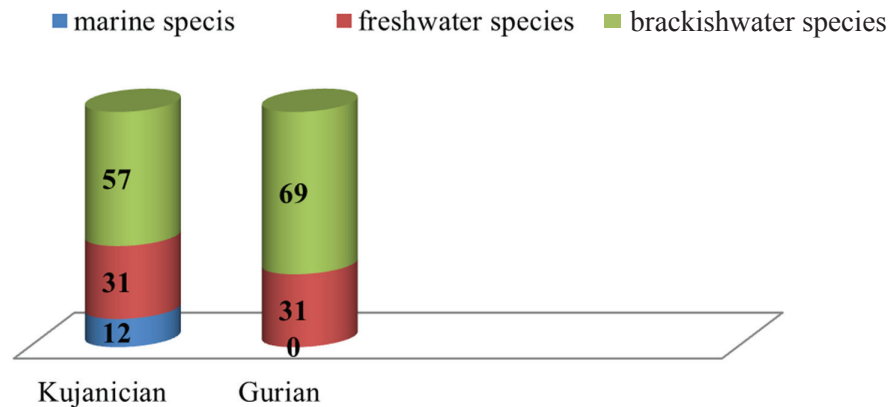 marine specis freshwater species brackishwater species
57 69
31 31
12 0
Kujanician Gurian